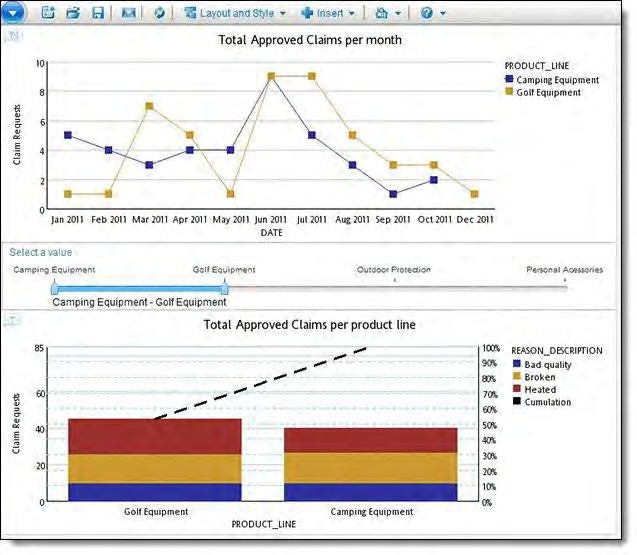 Layout and Style Insert
Total Approved Claims per month
PRODUCT_LINE
Camping Equipment
Golf Equipment
Claim Requests
10
8
6
4
2
0
Jan 2011 Feb 2011 Mar 2011 Apr 2011 May 2011 Jun 2011 Jul 2011 Aug 2011 Sep 2011 Oct 2011 Dec 2011
DATE
Select a value
Camping Equipment Golf Equipment Outdoor Protection Personal Acessories
Camping Equipment - Golf Equipment
Total Approved Claims per product line
REASON_DESCRIPTION
Bad quality
Broken
Heated
Cumulation
Claim Requests
85
60
40
20
0
100%
90%
80%
70%
60%
50%
40%
30%
20%
10%
0%
Golf Equipment Camping Equipment
PRODUCT_LINE